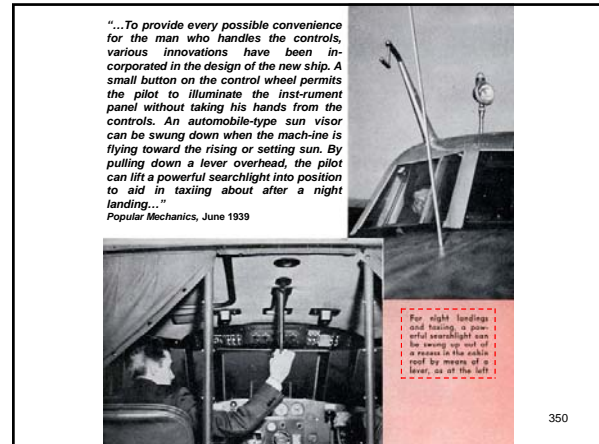 “…To provide every possible convenience
for the man who handles the controls,
various innovations have been in-
corporated in the design of the new ship. A
small button on the control wheel permits
the pilot to illuminate the inst-rument
panel without taking his hands from the
controls. An automobile-type sun visor
can be swung down when the mach-ine is
flying toward the rising or setting sun. By
pulling down a lever overhead, the pilot
can lift a powerful searchlight into position
to aid in taxiing about after a night
landing…”
Popular Mechanics, June 1939
For night landings
and taxiing, a pow-
erful searchlight can
be swung up out of
a recess in the cabin
roof by means of a
lever, as at the left
350